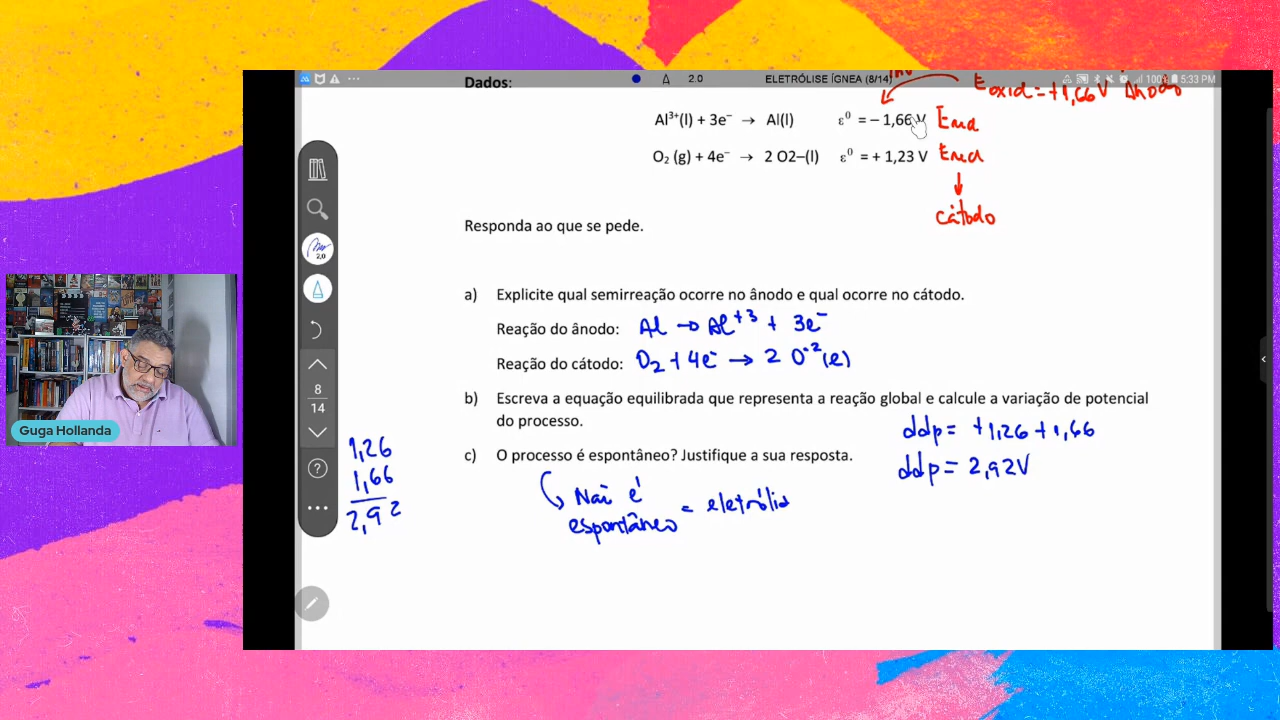 2.0
ELETRÓLISE ÍGNEA (8/14)
100%
5:33 PM
Dados:
Eoxid=+1,66V Ânodo
Al³⁺(l) + 3e⁻ → Al(l) ε⁰ = – 1,66 V Ered
O₂ (g) + 4e⁻ → 2 O2–(l) ε⁰ = + 1,23 V Ered
↓
cátodo
Responda ao que se pede.
a) Explicite qual semirreação ocorre no ânodo e qual ocorre no cátodo.
Reação do ânodo: Al → Al⁺³ + 3e⁻
Reação do cátodo: O₂ + 4e⁻ → 2 O⁻²(e)
b) Escreva a equação equilibrada que representa a reação global e calcule a variação de potencial
do processo.
ddp = +1,26 + 1,66
c) O processo é espontâneo? Justifique a sua resposta.
ddp = 2,92V
Não é
espontâneo = eletrólise
1,26
1,66
2,92
2,0
8
14
?
Guga Hollanda